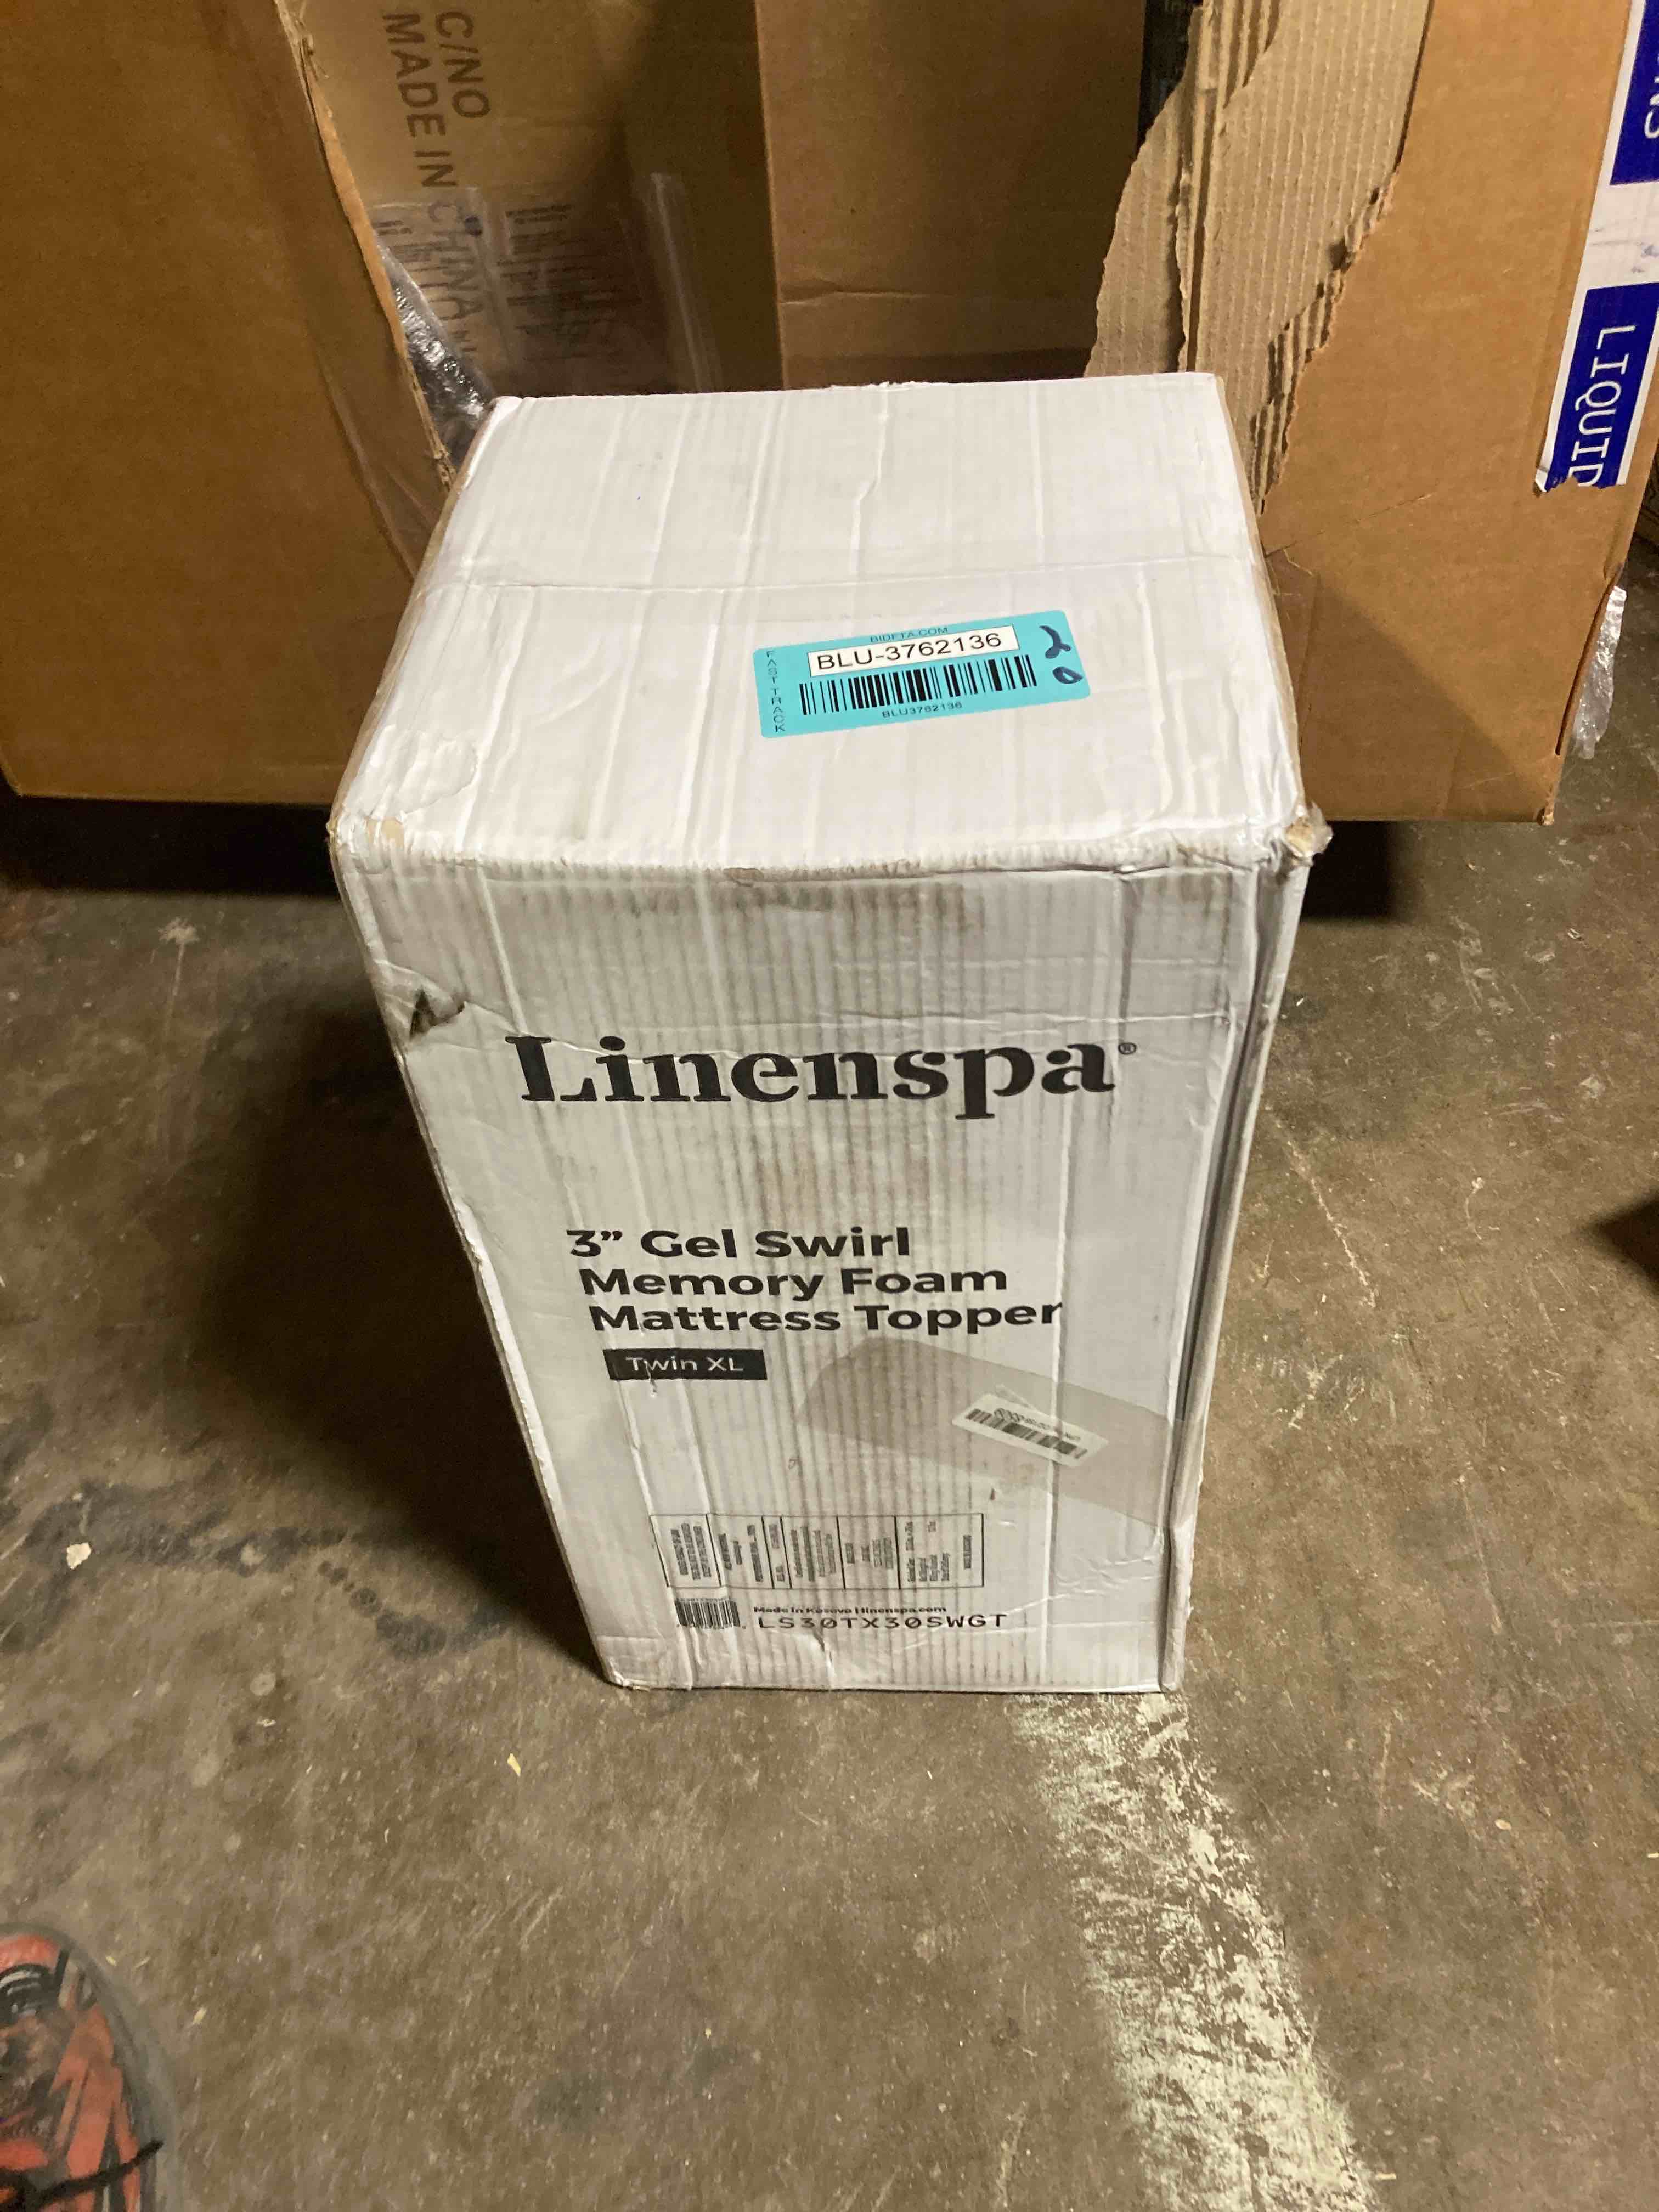 C/NO
MADE IN CHINA
LIQUID
BIDFTA.COM
BLU-3762136
FAST TRACK
BLU3762136
20
Linenspa®
3” Gel Swirl
Memory Foam
Mattress Topper
Twin XL
Made in Kosovo | linenspa.com
LS30TX30SWGT